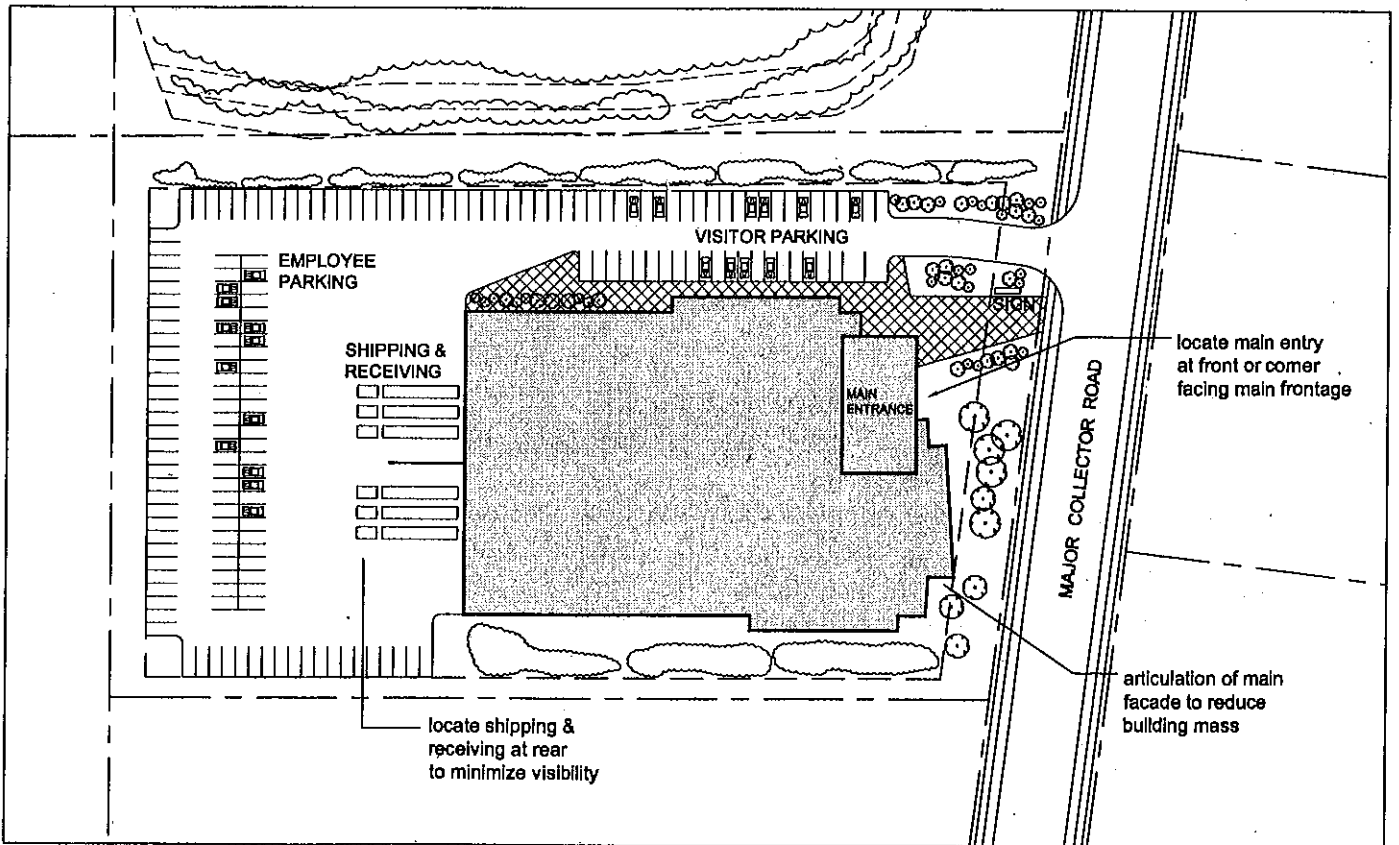 VISITOR PARKING
EMPLOYEE
PARKING
SIGN
SHIPPING &
RECEIVING
MAIN
ENTRANCE
locate main entry
at front or corner
facing main frontage
MAJOR COLLECTOR ROAD
articulation of main
facade to reduce
building mass
locate shipping &
receiving at rear
to minimize visibility